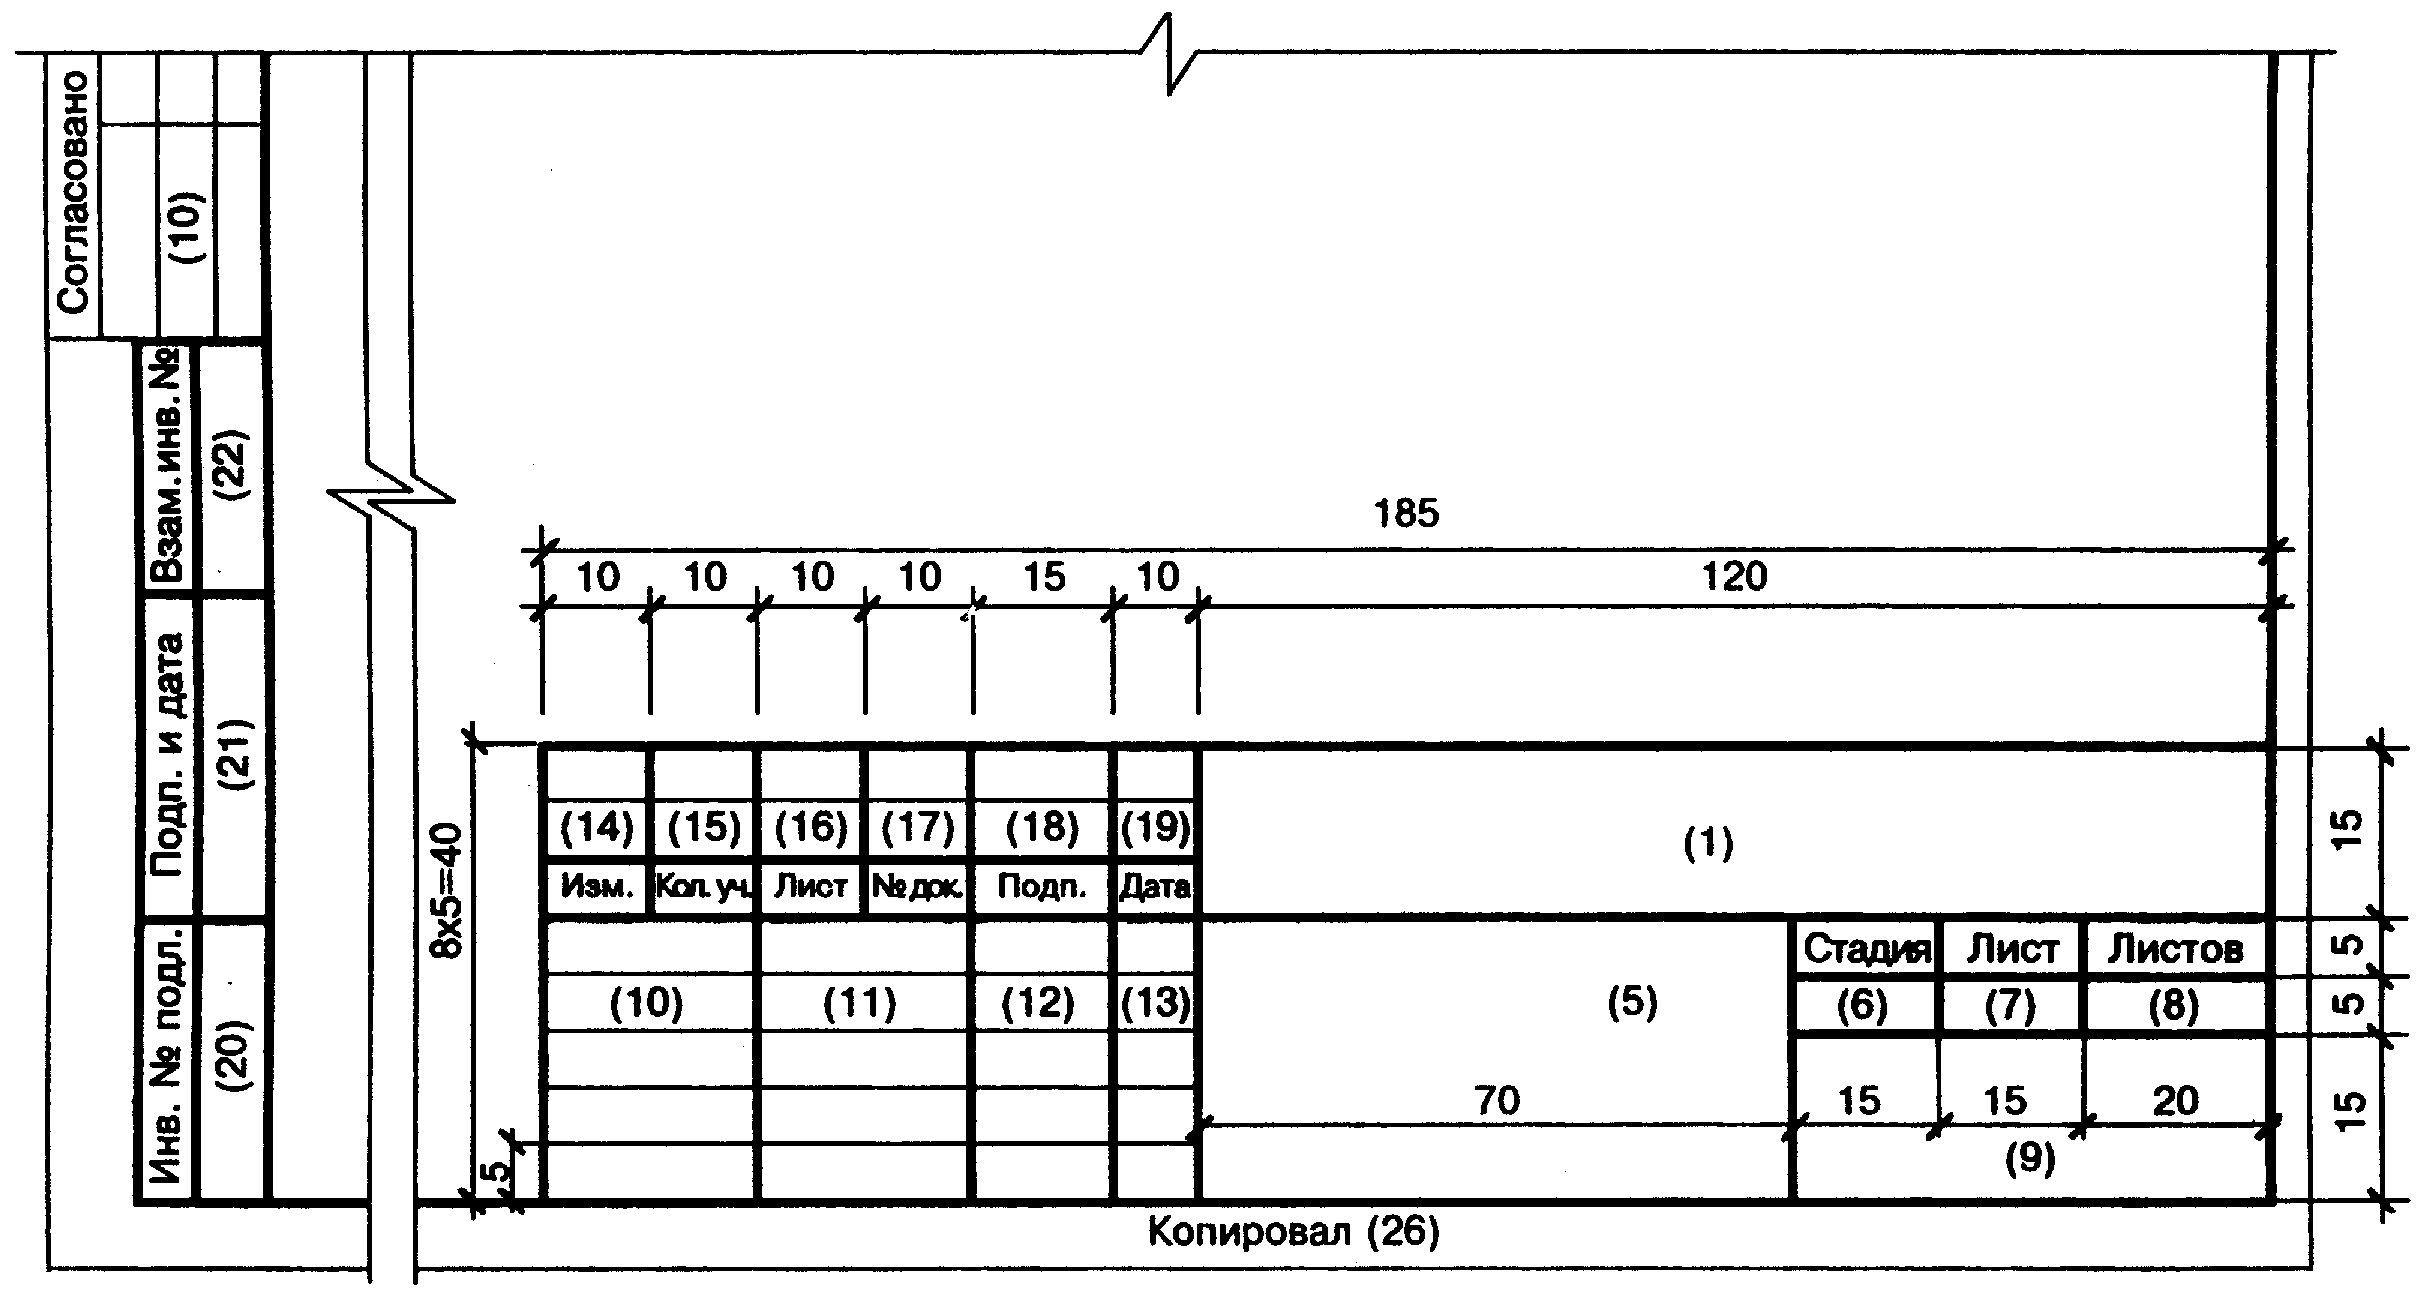 Согласовано
(10)
Взам. инв. №
(22)
Подп. и дата
(21)
Инв. № подл.
(20)
185
10 10 10 10 15 10 120
8х5=40
5
(14) (15) (16) (17) (18) (19)
Изм. Кол. уч. Лист № док. Подп. Дата
(10) (11) (12) (13)
(1)
(5)
Стадия Лист Листов
(6) (7) (8)
70 15 15 20
(9)
15
5
5
15
Копировал (26)